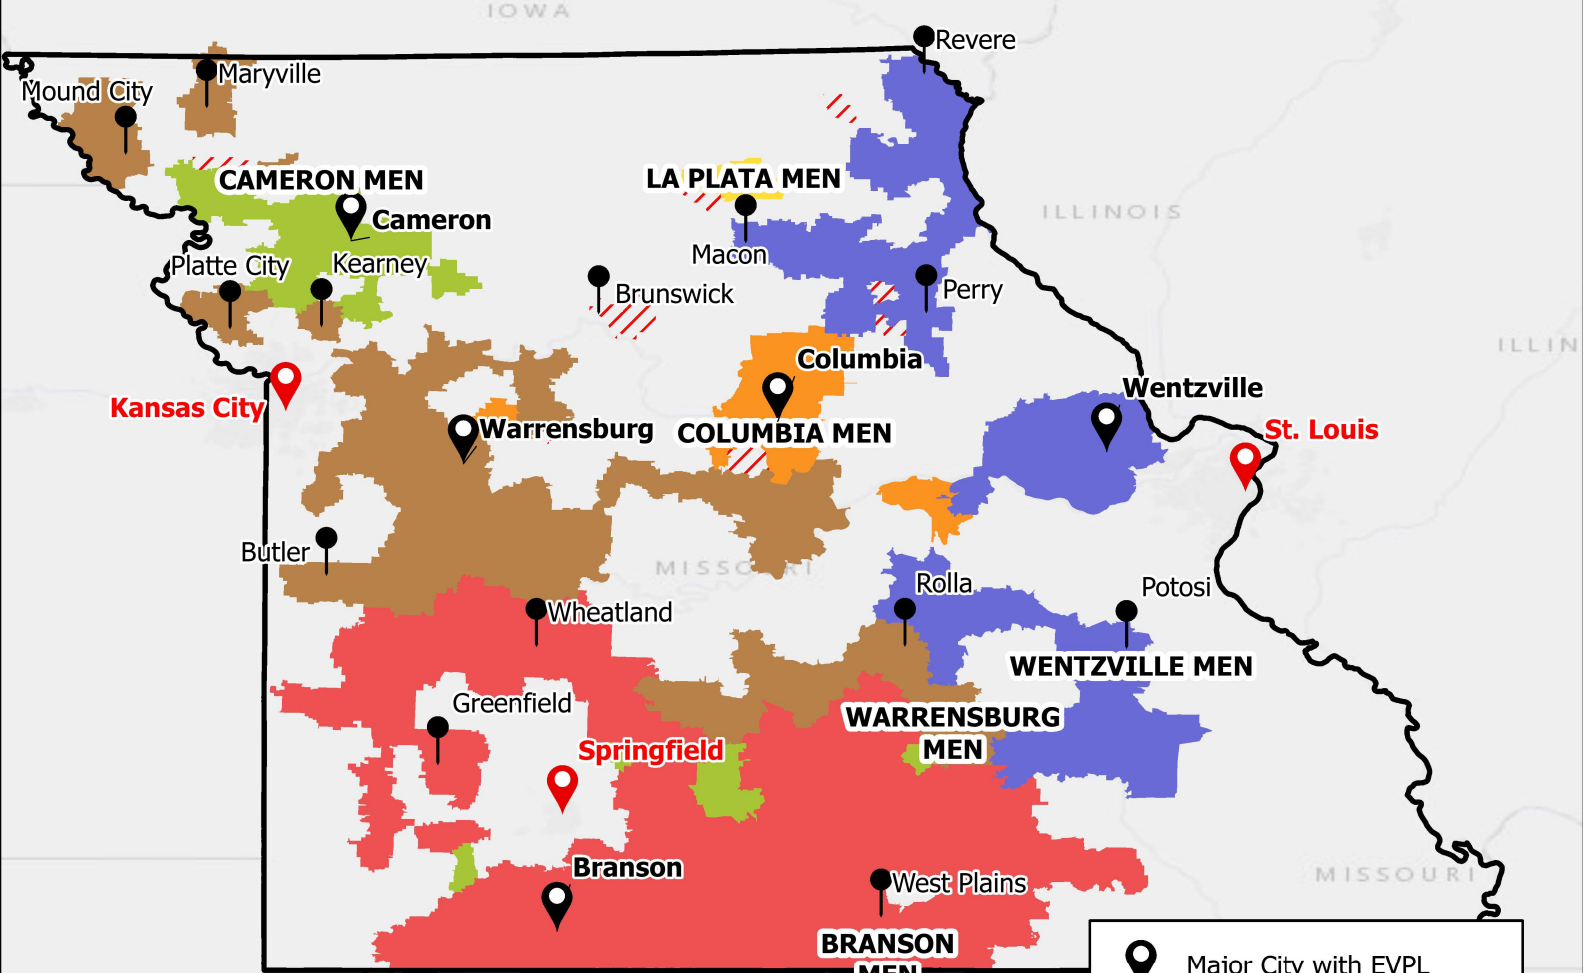 IOWA
Revere
Maryville
Mound City
CAMERON MEN
LA PLATA MEN
Cameron
ILLINOIS
Macon
Platte City
Kearney
Brunswick
Perry
ILLIN
Columbia
Wentzville
Kansas City
Warrensburg
COLUMBIA MEN
St. Louis
Butler
MISSOURI
Rolla
Potosi
Wheatland
WENTZVILLE MEN
Greenfield
WARRENSBURG
MEN
Springfield
Branson
West Plains
MISSOURI
BRANSON
MEN
Major City with EVPL